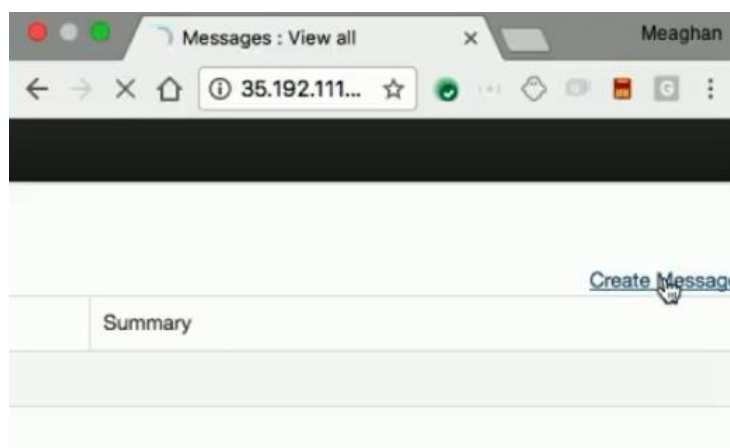 Messages : View all
Meaghan
35.192.111...
Create Message
Summary